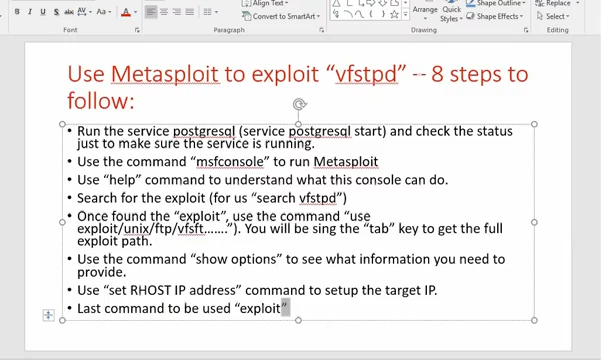 Align Text
Convert to SmartArt
Arrange
Quick
Styles
Shape Outline
Shape Effects
Replace
Select
Paragraph
Drawing
Editing
Use Metasploit to exploit “vfstpd” -- 8 steps to
follow:
• Run the service postgresql (service postgresql start) and check the status
just to make sure the service is running.
• Use the command “msfconsole” to run Metasploit
• Use “help” command to understand what this console can do.
• Search for the exploit (for us “search vfstpd”)
• Once found the “exploit”, use the command “use
exploit/unix/ftp/vfsft…….”). You will be sing the “tab” key to get the full
exploit path.
• Use the command “show options” to see what information you need to
provide.
• Use “set RHOST IP address” command to setup the target IP.
• Last command to be used “exploit”